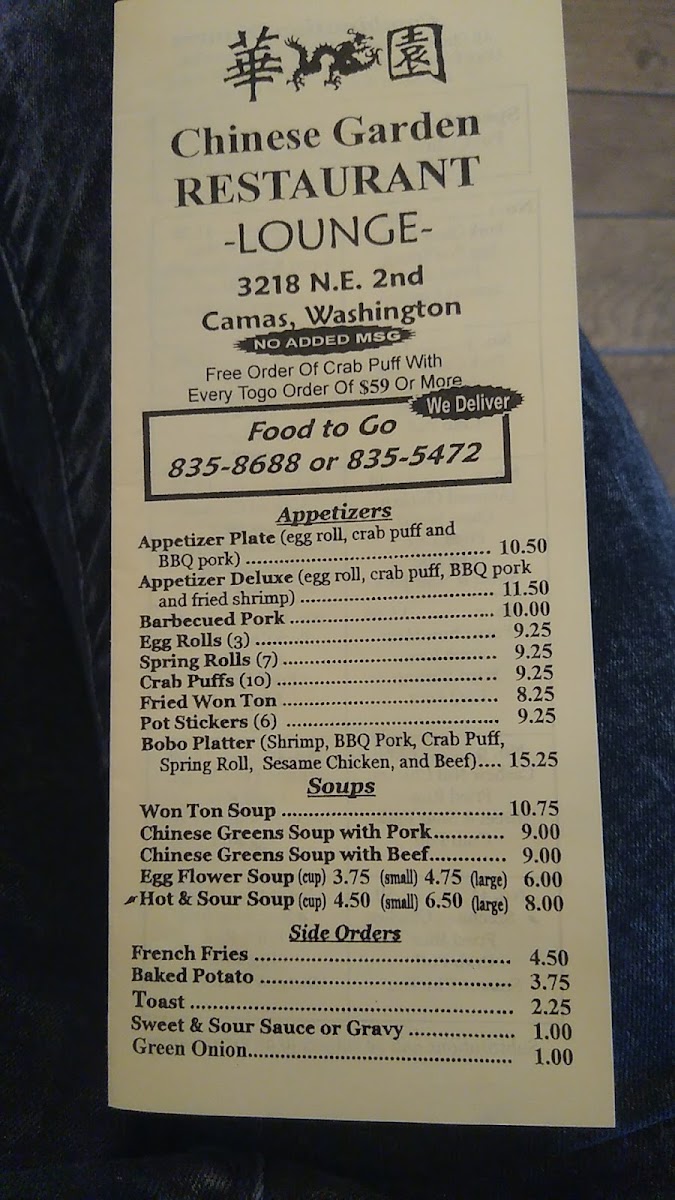 華 園
Chinese Garden
RESTAURANT
-LOUNGE-
3218 N.E. 2nd
Camas, Washington
NO ADDED MSG
Free Order Of Crab Puff With
Every Togo Order Of $59 Or More
We Deliver
Food to Go
835-8688 or 835-5472
Appetizers
Appetizer Plate (egg roll, crab puff and
BBQ pork) .......... 10.50
Appetizer Deluxe (egg roll, crab puff, BBQ pork
and fried shrimp) .......... 11.50
Barbecued Pork .......... 10.00
Egg Rolls (3) .......... 9.25
Spring Rolls (7) .......... 9.25
Crab Puffs (10) .......... 9.25
Fried Won Ton .......... 8.25
Pot Stickers (6) .......... 9.25
Bobo Platter (Shrimp, BBQ Pork, Crab Puff,
Spring Roll, Sesame Chicken, and Beef).... 15.25
Soups
Won Ton Soup .......... 10.75
Chinese Greens Soup with Pork............ 9.00
Chinese Greens Soup with Beef............. 9.00
Egg Flower Soup (cup) 3.75 (small) 4.75 (large) 6.00
Hot & Sour Soup (cup) 4.50 (small) 6.50 (large) 8.00
Side Orders
French Fries .......... 4.50
Baked Potato .......... 3.75
Toast .......... 2.25
Sweet & Sour Sauce or Gravy .......... 1.00
Green Onion.......... 1.00